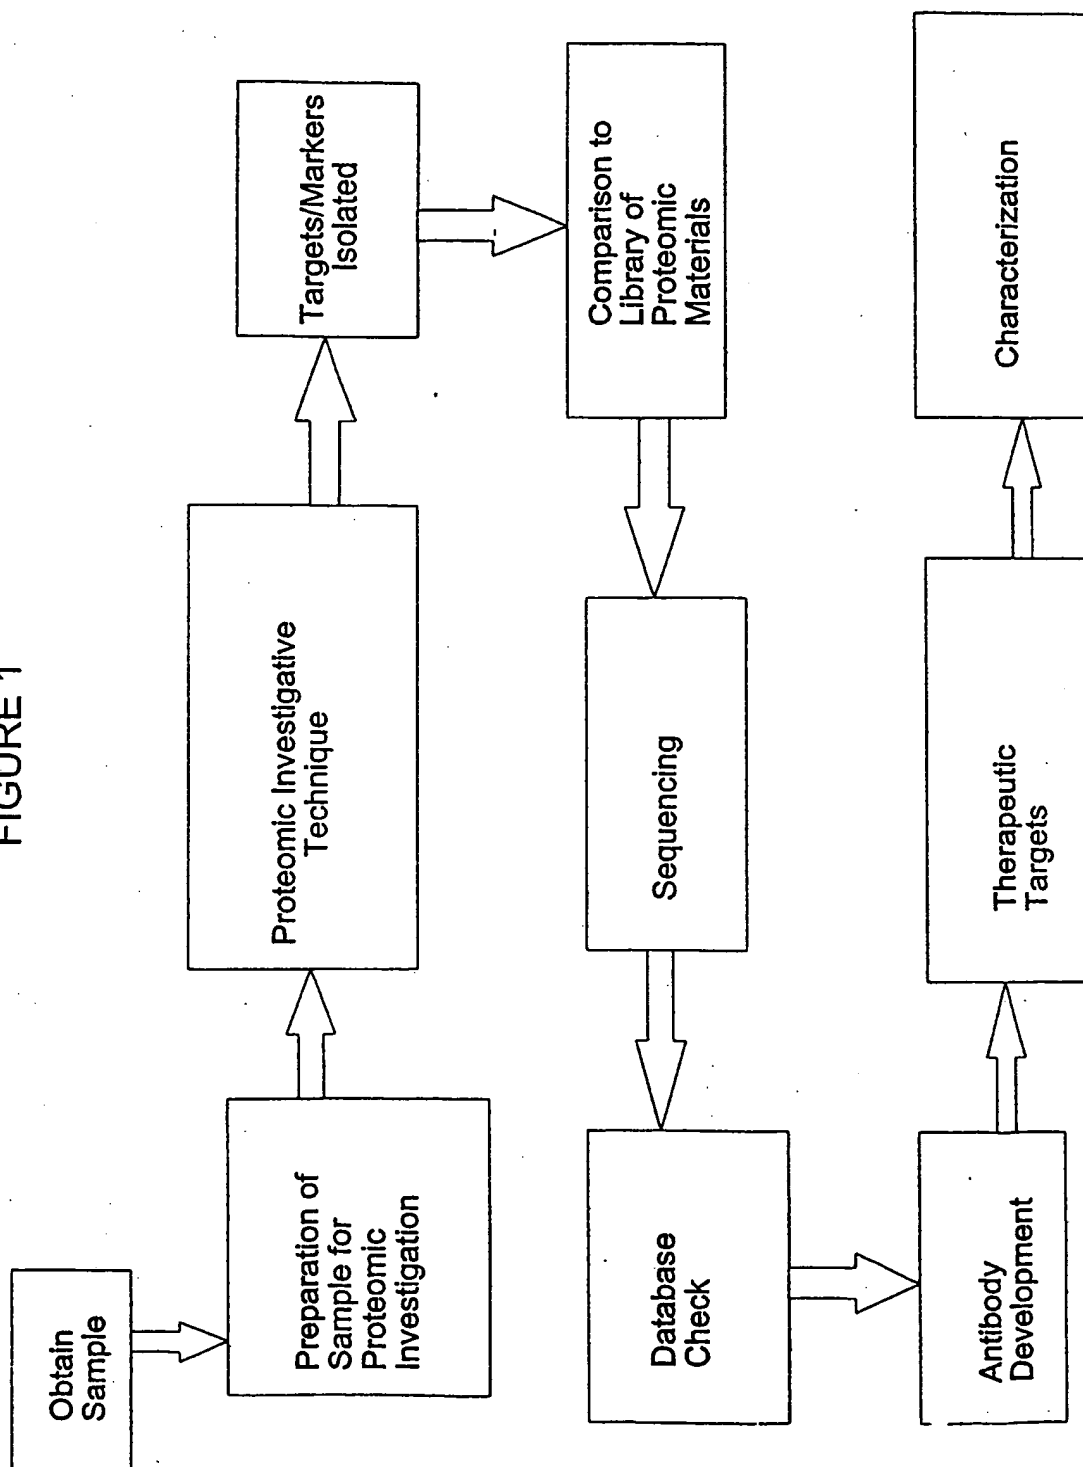 FIGURE 1
Obtain
Sample
Preparation of
Sample for
Proteomic
Investigation
Proteomic Investigative
Technique
Targets/Markers
Isolated
Comparison to
Library of
Proteomic
Materials
Sequencing
Database
Check
Antibody
Development
Therapeutic
Targets
Characterization